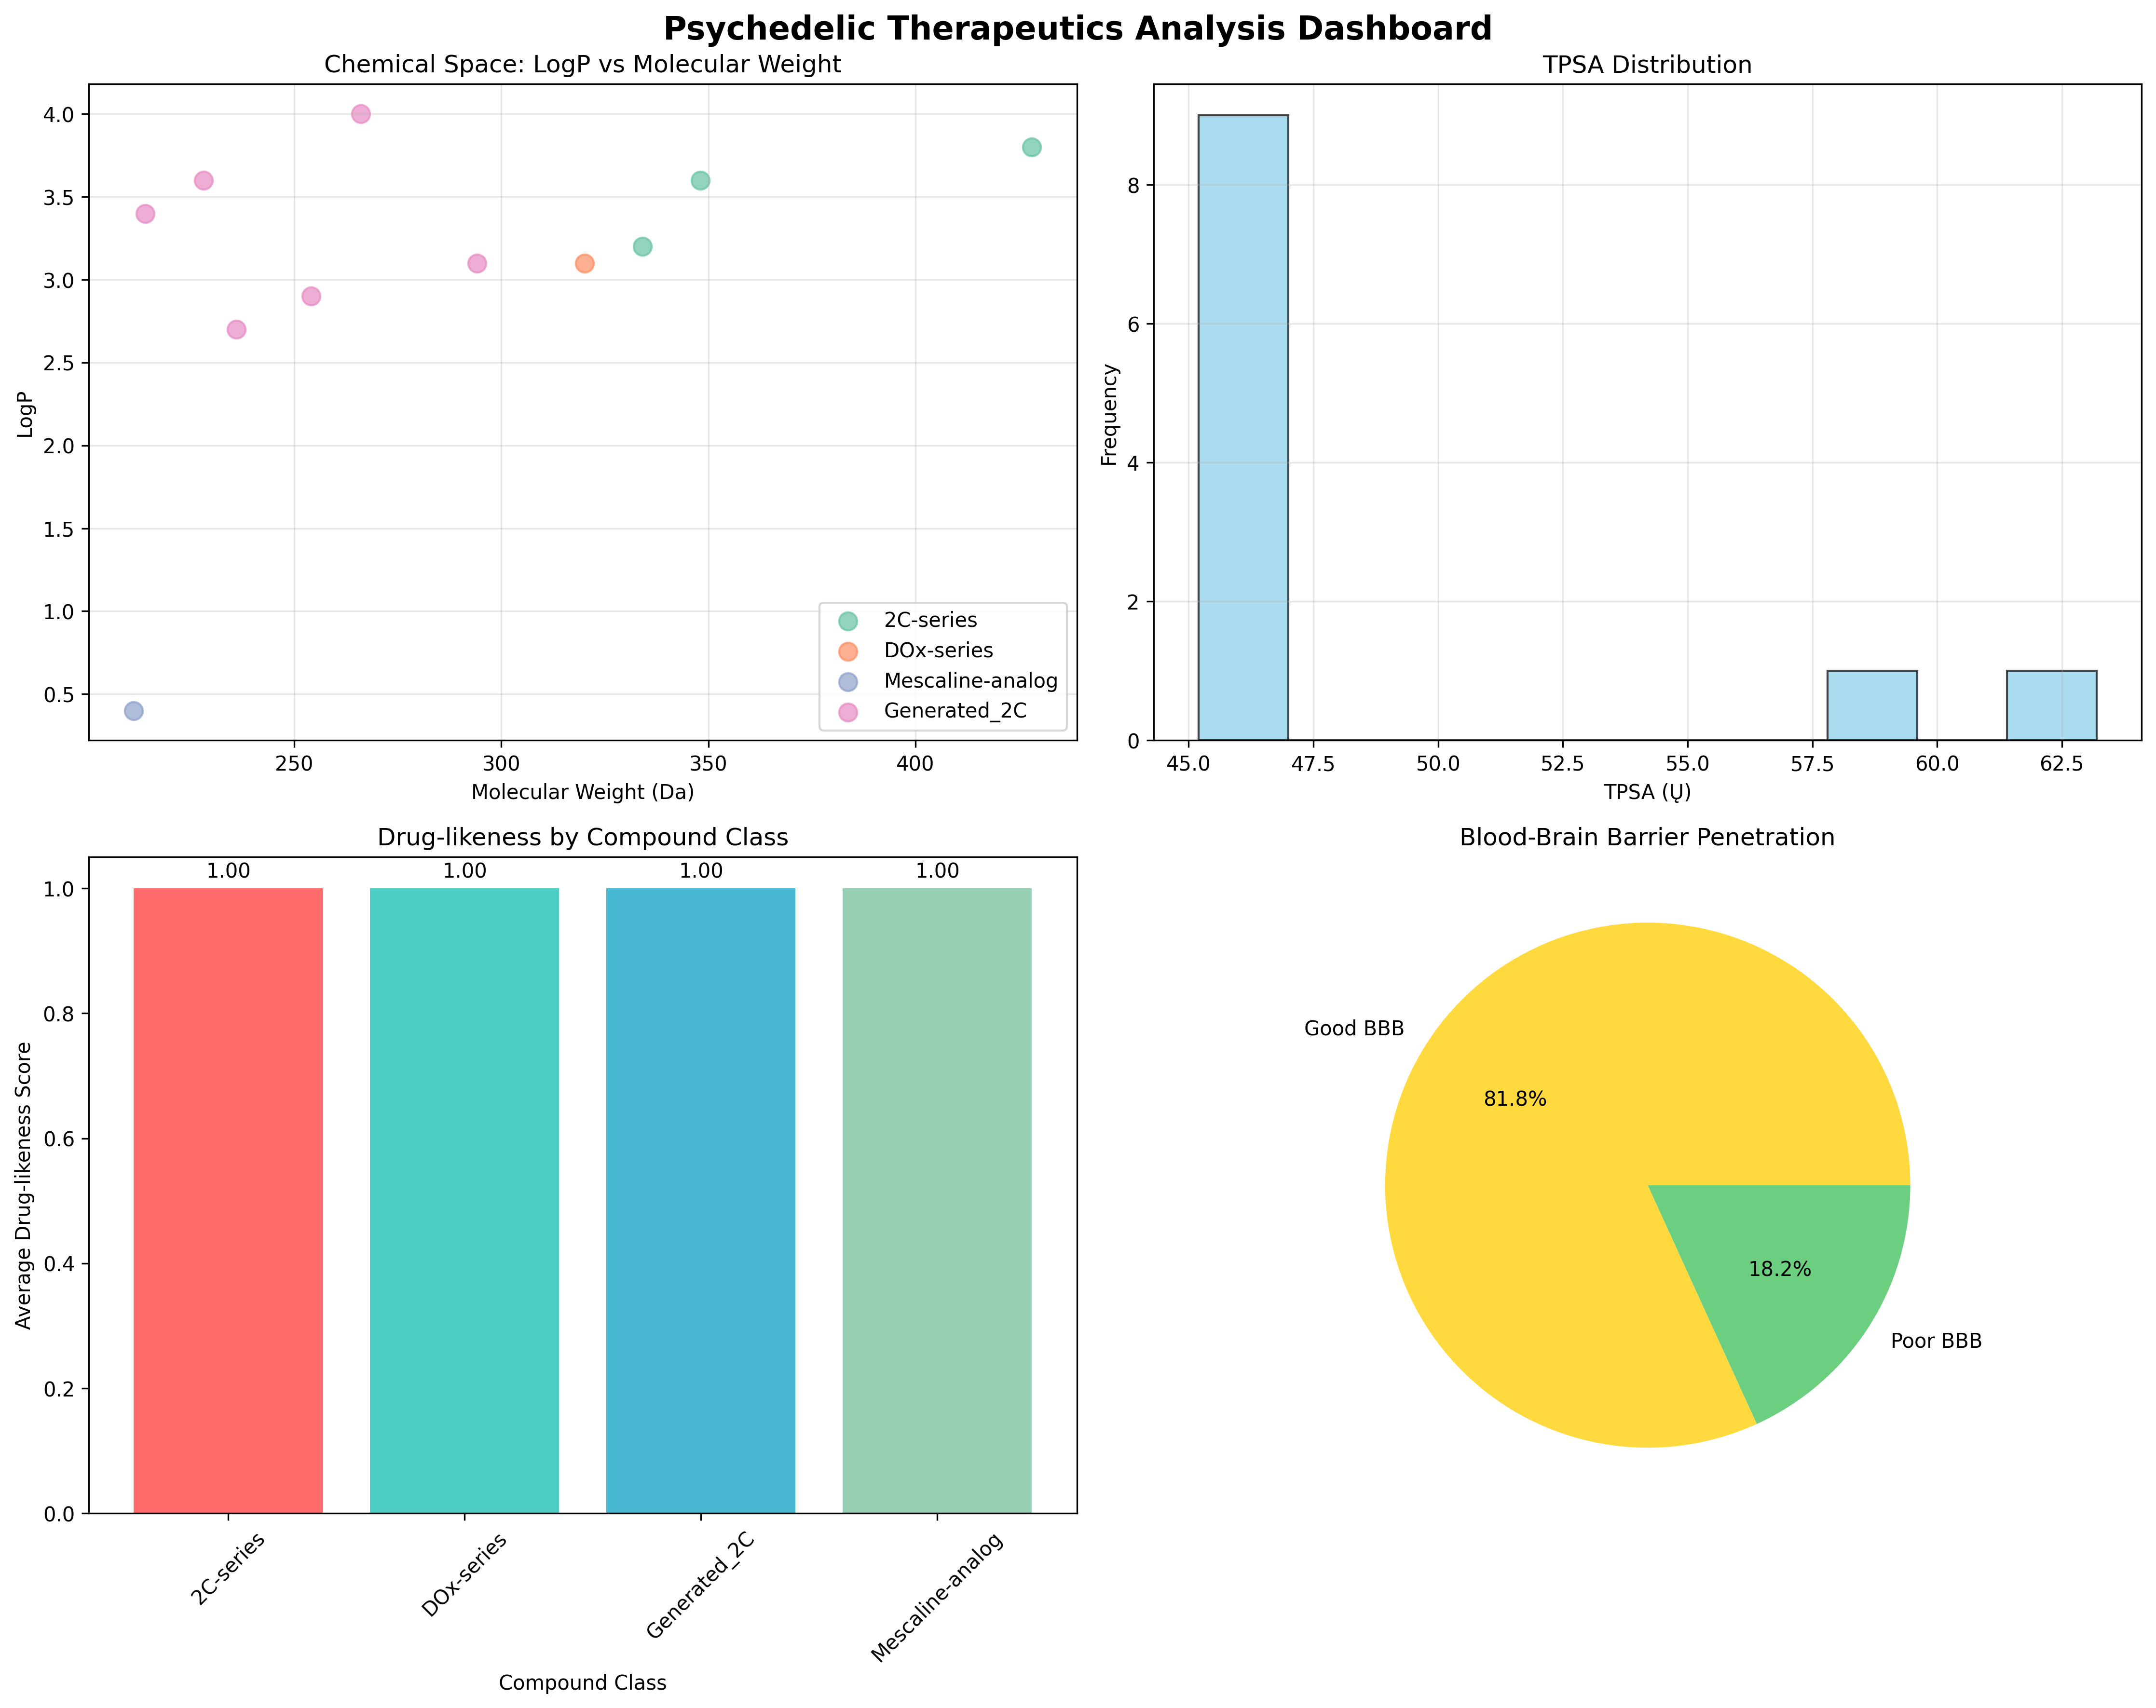 Psychedelic Therapeutics Analysis Dashboard
Chemical Space: LogP vs Molecular Weight
4.0
3.5
3.0
2.5
2.0
1.5
1.0
0.5
LogP
250 300 350 400
Molecular Weight (Da)
2C-series
DOx-series
Mescaline-analog
Generated_2C
TPSA Distribution
8
6
4
2
0
Frequency
45.0 47.5 50.0 52.5 55.0 57.5 60.0 62.5
TPSA (Ų)
Drug-likeness by Compound Class
1.00 1.00 1.00 1.00
1.0
0.8
0.6
0.4
0.2
0.0
Average Drug-likeness Score
2C-series
DOx-series
Generated_2C
Mescaline-analog
Compound Class
Blood-Brain Barrier Penetration
Good BBB
81.8%
18.2%
Poor BBB